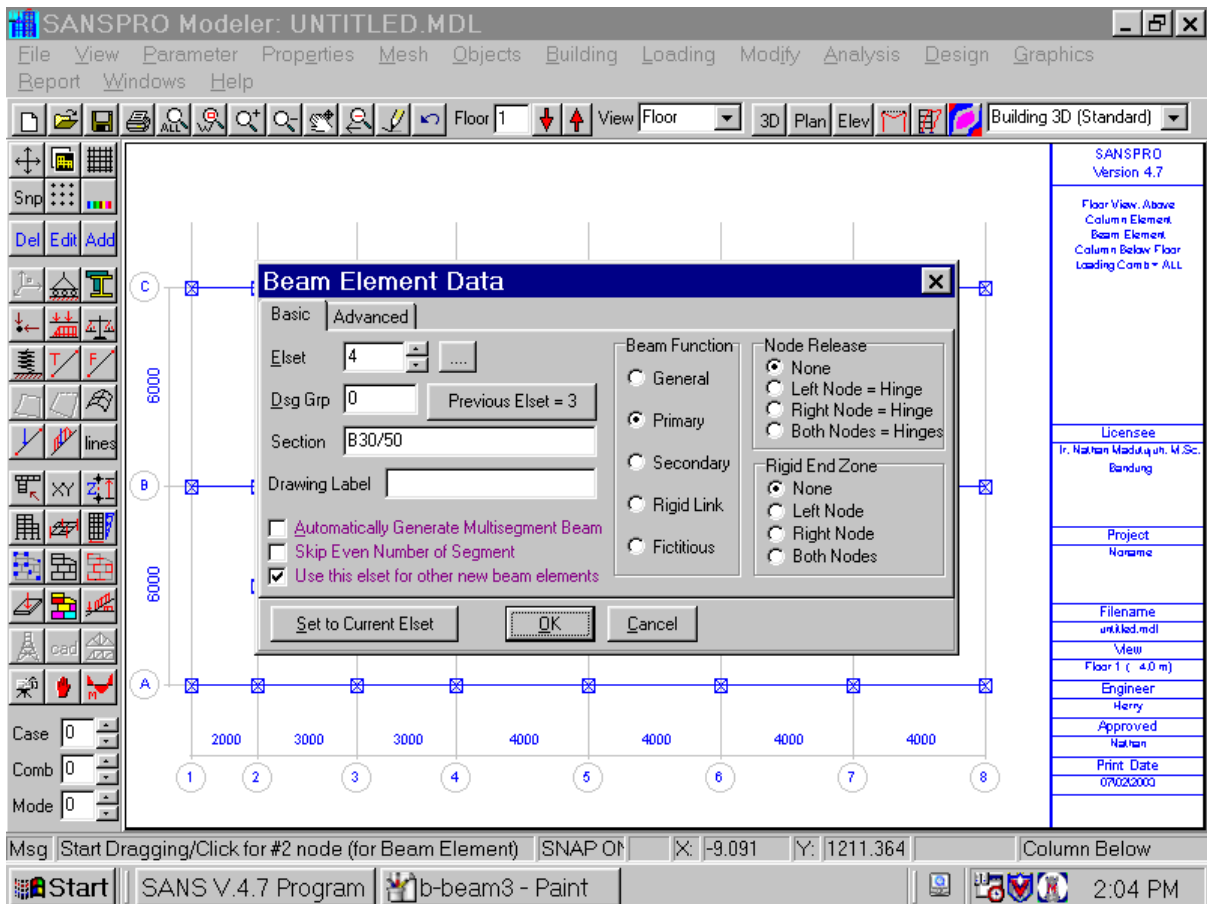 SANSPRO Modeler: UNTITLED.MDL
File View Parameter Properties Mesh Objects Building Loading Modify Analysis Design Graphics
Report Windows Help
ALL W Floor 1 View Floor 3D Plan Elev Building 3D (Standard)
Snp
Del Edit Add
T F
lines
XY Z
cad
M
Case 0
Comb 0
Mode 0
C
B
A
6000
6000
2000 3000 3000 4000 4000 4000 4000
1 2 3 4 5 6 7 8
Beam Element Data
Basic Advanced
Elset 4 ....
Dsg Grp 0 Previous Elset = 3
Section B30/50
Drawing Label
Automatically Generate Multisegment Beam
Skip Even Number of Segment
Use this elset for other new beam elements
Beam Function
General
Primary
Secondary
Rigid Link
Fictitious
Node Release
None
Left Node = Hinge
Right Node = Hinge
Both Nodes = Hinges
Rigid End Zone
None
Left Node
Right Node
Both Nodes
Set to Current Elset OK Cancel
SANSPRO
Version 4.7
Floor View. Above
Column Element
Beam Element
Column Below Floor
Loading Comb = ALL
Licensee
Ir. Nathan Madutujuh. M.Sc.
Bandung
Project
Noname
Filename
untitled.mdl
View
Floor 1 ( 4.0 m)
Engineer
Herry
Approved
Nathan
Print Date
07\02\2003
Msg Start Dragging/Click for #2 node (for Beam Element) SNAP ON X: -9.091 Y: 1211.364 Column Below
Start SANS V.4.7 Program b-beam3 - Paint 2:04 PM